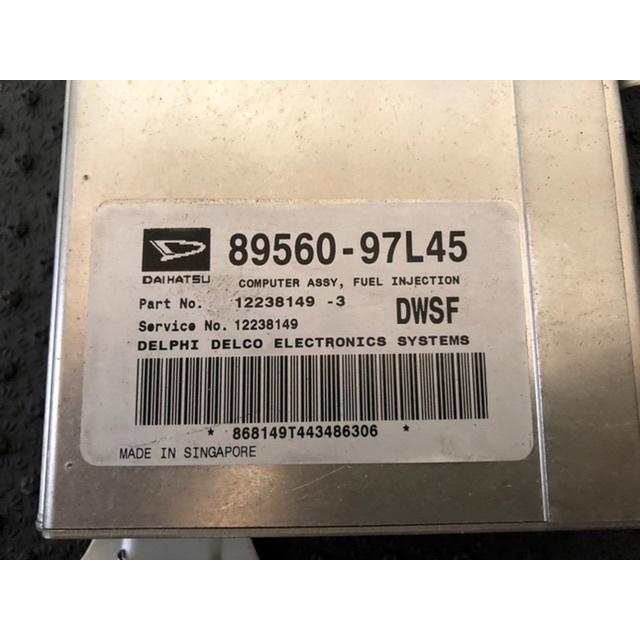 89560-97L45
DAIHATSU
COMPUTER ASSY, FUEL INJECTION
Part No. 12238149 -3
DWSF
Service No. 12238149
DELPHI DELCO ELECTRONICS SYSTEMS
* 868149T443486306 *
MADE IN SINGAPORE